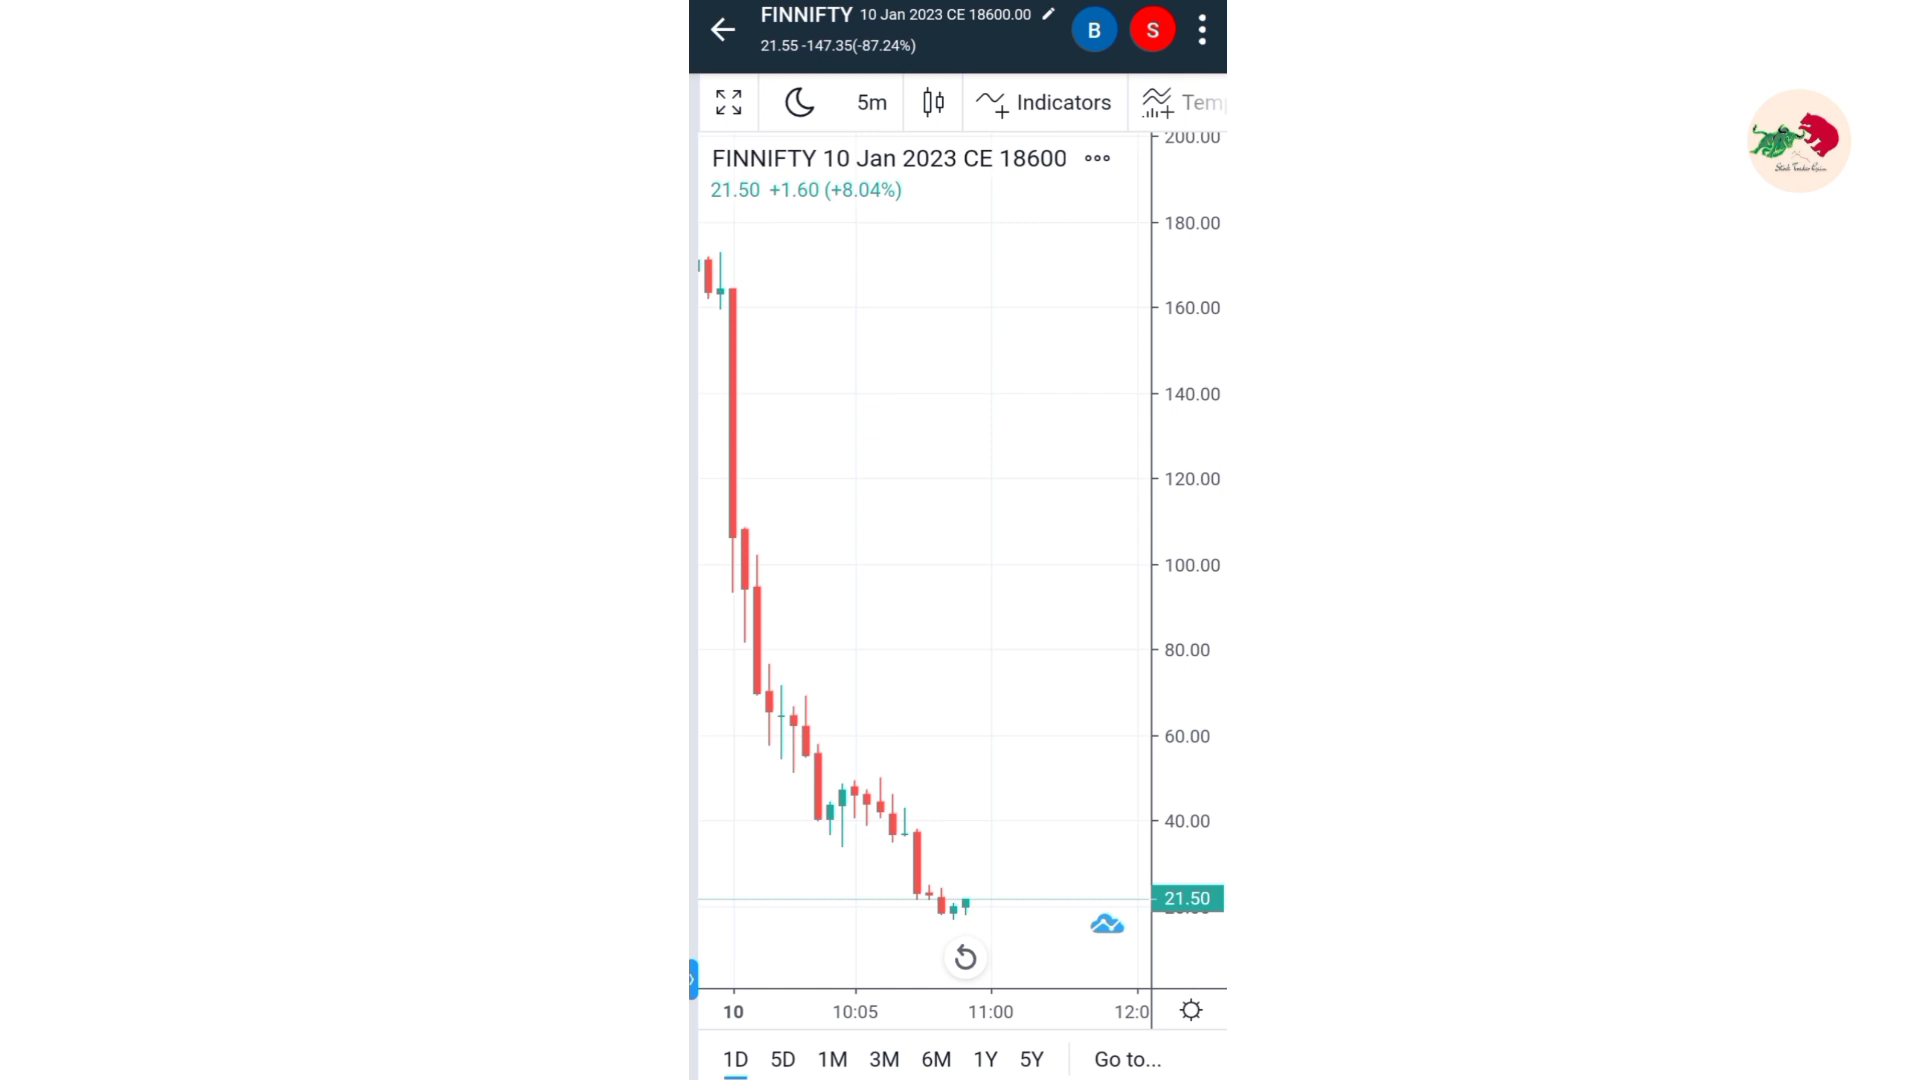 FINNIFTY 10 Jan 2023 CE 18600.00
21.55 -147.35(-87.24%)
B
S
5m
Indicators
FINNIFTY 10 Jan 2023 CE 18600
21.50 +1.60 (+8.04%)
200.00
180.00
160.00
140.00
120.00
100.00
80.00
60.00
40.00
21.50
10 10:05 11:00 12:0
1D 5D 1M 3M 6M 1Y 5Y Go to...